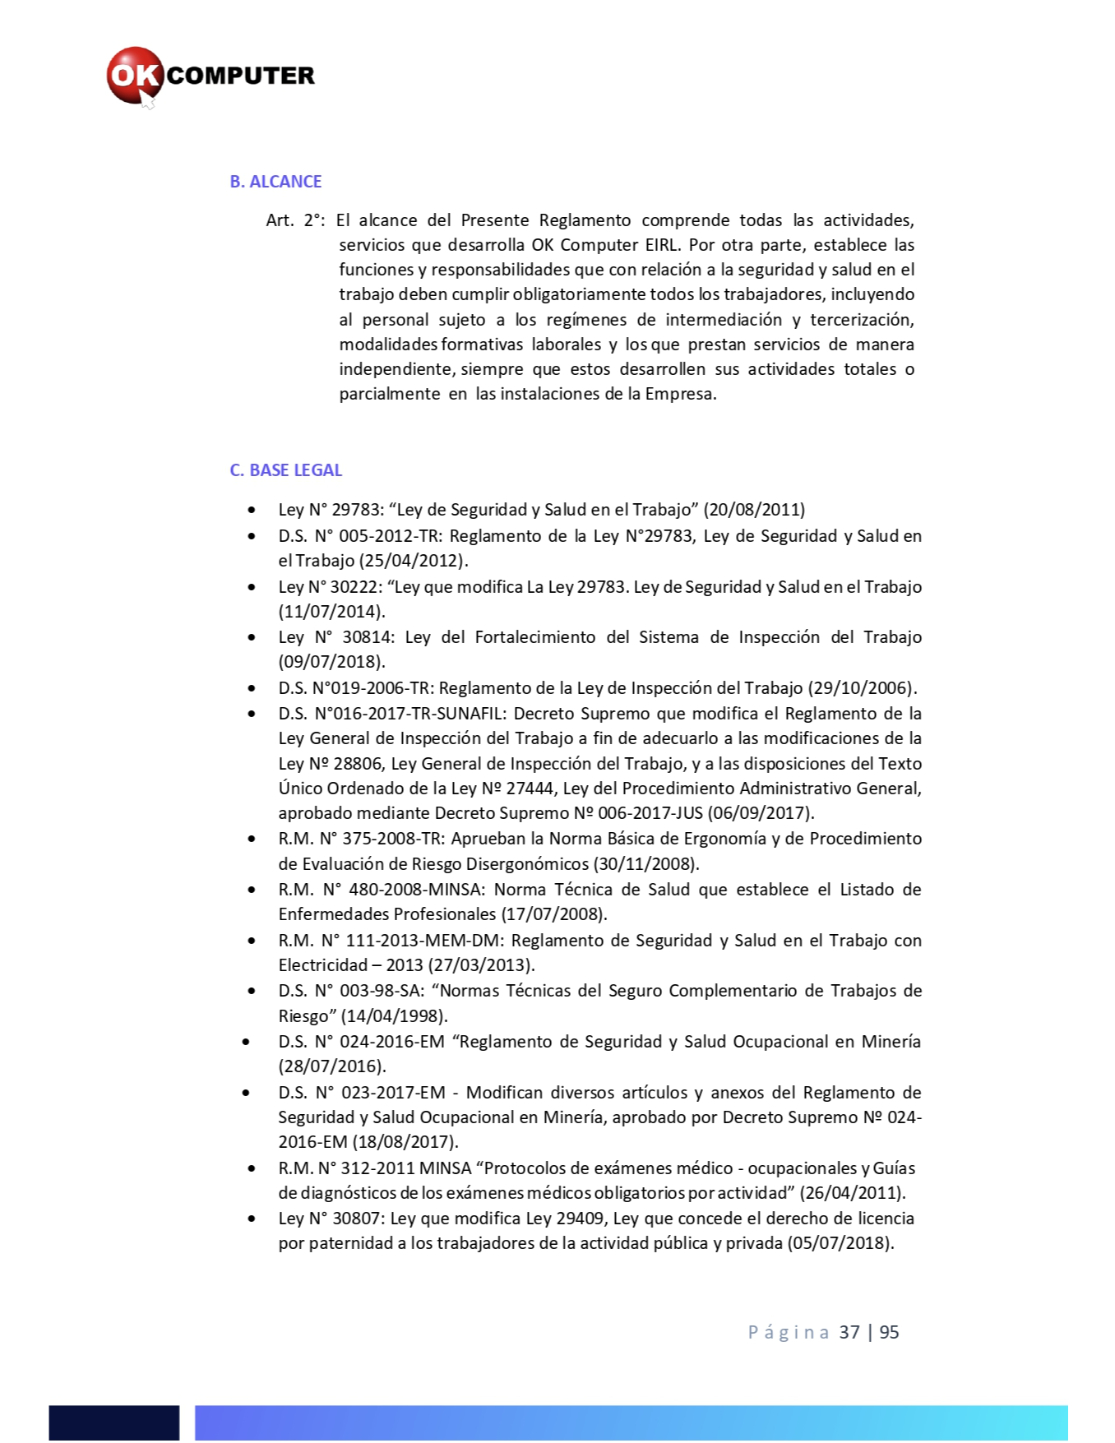 OK COMPUTER
B. ALCANCE
Art. 2°: El alcance del Presente Reglamento comprende todas las actividades,
servicios que desarrolla OK Computer EIRL. Por otra parte, establece las
funciones y responsabilidades que con relación a la seguridad y salud en el
trabajo deben cumplir obligatoriamente todos los trabajadores, incluyendo
al personal sujeto a los regímenes de intermediación y tercerización,
modalidades formativas laborales y los que prestan servicios de manera
independiente, siempre que estos desarrollen sus actividades totales o
parcialmente en las instalaciones de la Empresa.
C. BASE LEGAL
• Ley N° 29783: “Ley de Seguridad y Salud en el Trabajo” (20/08/2011)
• D.S. N° 005-2012-TR: Reglamento de la Ley N°29783, Ley de Seguridad y Salud en
el Trabajo (25/04/2012).
• Ley N° 30222: “Ley que modifica La Ley 29783. Ley de Seguridad y Salud en el Trabajo
(11/07/2014).
• Ley N° 30814: Ley del Fortalecimiento del Sistema de Inspección del Trabajo
(09/07/2018).
• D.S. N°019-2006-TR: Reglamento de la Ley de Inspección del Trabajo (29/10/2006).
• D.S. N°016-2017-TR-SUNAFIL: Decreto Supremo que modifica el Reglamento de la
Ley General de Inspección del Trabajo a fin de adecuarlo a las modificaciones de la
Ley Nº 28806, Ley General de Inspección del Trabajo, y a las disposiciones del Texto
Único Ordenado de la Ley Nº 27444, Ley del Procedimiento Administrativo General,
aprobado mediante Decreto Supremo Nº 006-2017-JUS (06/09/2017).
• R.M. N° 375-2008-TR: Aprueban la Norma Básica de Ergonomía y de Procedimiento
de Evaluación de Riesgo Disergonómicos (30/11/2008).
• R.M. N° 480-2008-MINSA: Norma Técnica de Salud que establece el Listado de
Enfermedades Profesionales (17/07/2008).
• R.M. N° 111-2013-MEM-DM: Reglamento de Seguridad y Salud en el Trabajo con
Electricidad – 2013 (27/03/2013).
• D.S. N° 003-98-SA: “Normas Técnicas del Seguro Complementario de Trabajos de
Riesgo” (14/04/1998).
• D.S. N° 024-2016-EM “Reglamento de Seguridad y Salud Ocupacional en Minería
(28/07/2016).
• D.S. N° 023-2017-EM - Modifican diversos artículos y anexos del Reglamento de
Seguridad y Salud Ocupacional en Minería, aprobado por Decreto Supremo Nº 024-
2016-EM (18/08/2017).
• R.M. N° 312-2011 MINSA “Protocolos de exámenes médico - ocupacionales y Guías
de diagnósticos de los exámenes médicos obligatorios por actividad” (26/04/2011).
• Ley N° 30807: Ley que modifica Ley 29409, Ley que concede el derecho de licencia
por paternidad a los trabajadores de la actividad pública y privada (05/07/2018).
Página 37 | 95